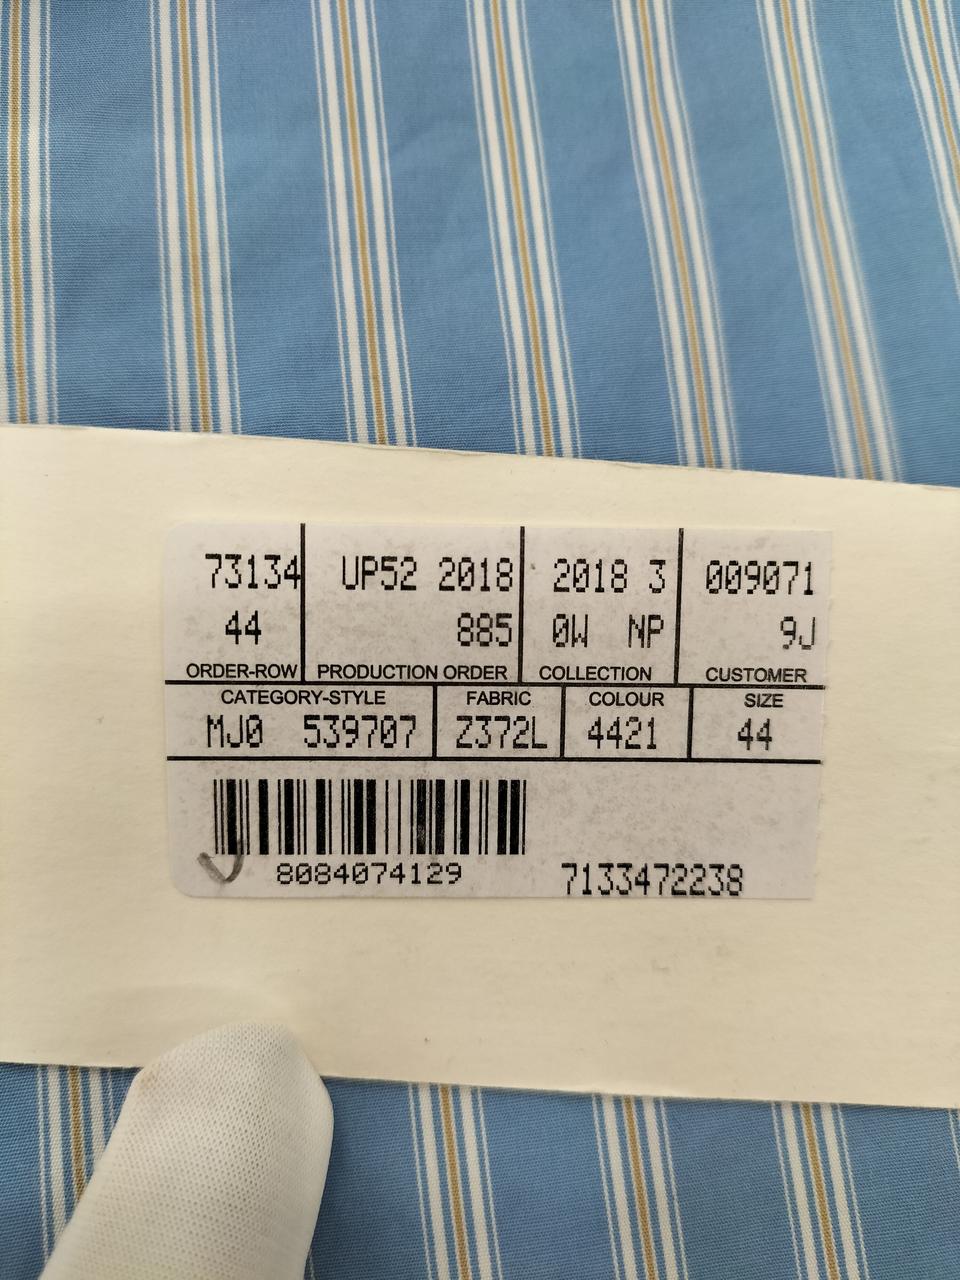 73134 UP52 2018 2018 3 009071
44 885 0W NP 9J
ORDER-ROW PRODUCTION ORDER COLLECTION CUSTOMER
CATEGORY-STYLE FABRIC COLOUR SIZE
MJ0 539707 Z372L 4421 44
8084074129 7133472238